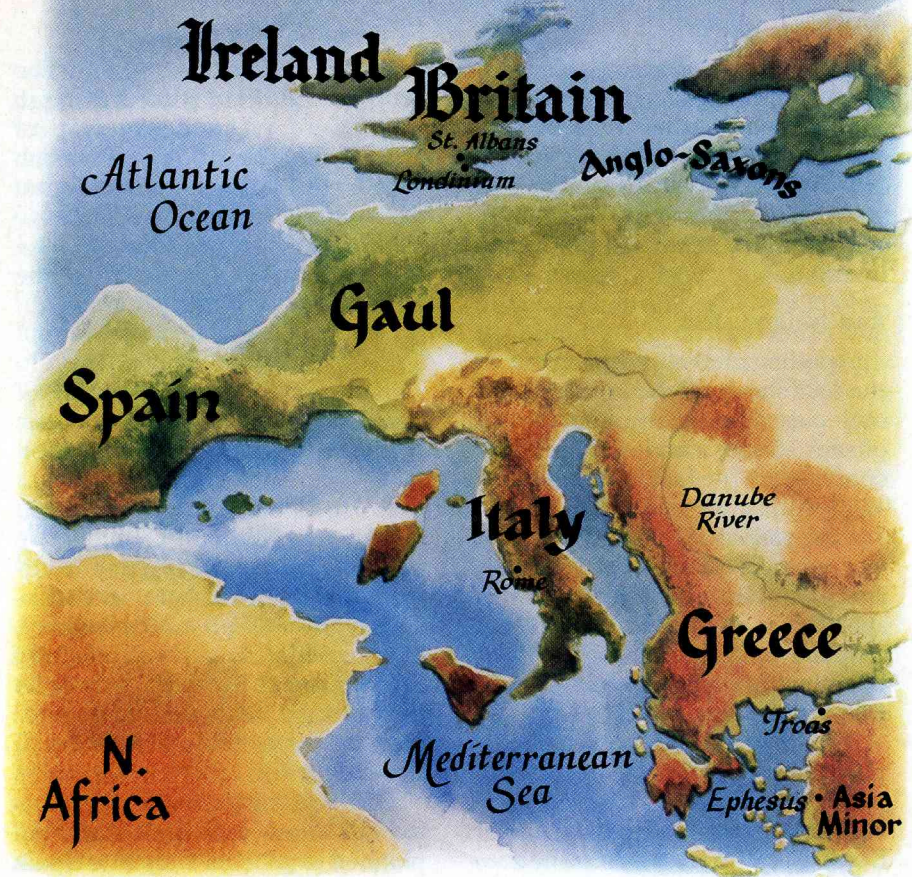 Ireland
Britain
St. Albans
Londinium
Anglo-Saxons
Atlantic
Ocean
Gaul
Spain
Danube
River
Italy
Rome
Greece
Troas
N.
Africa
Mediterranean
Sea
Ephesus
Asia
Minor